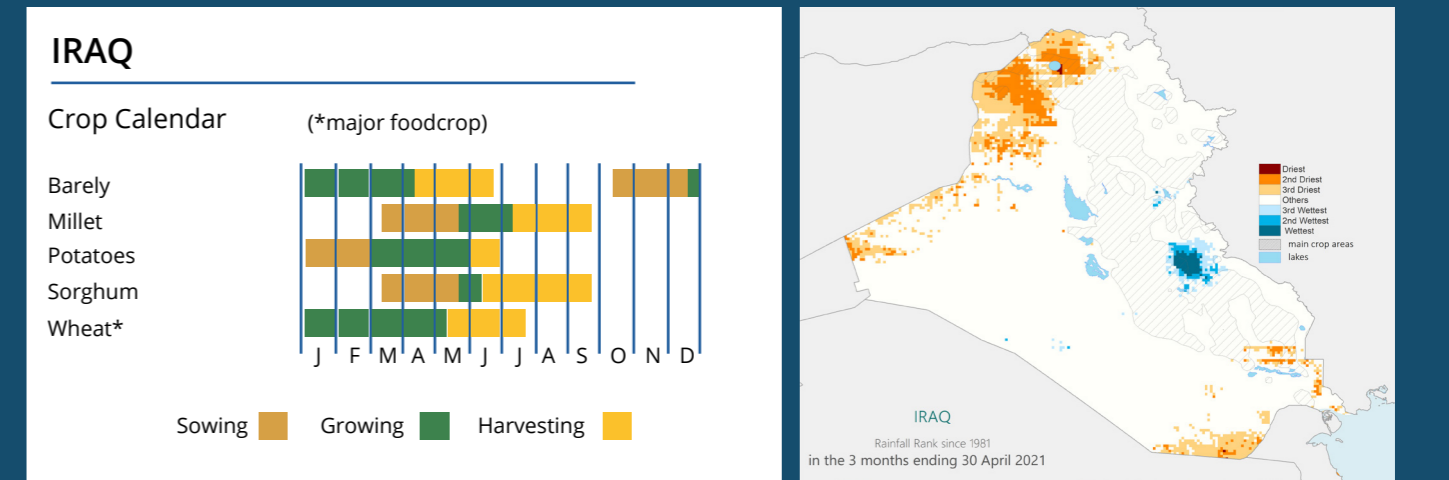 IRAQ
Crop Calendar
(*major foodcrop)
Barely
Millet
Potatoes
Sorghum
Wheat*
J F M A M J J A S O N D
Sowing
Growing
Harvesting
Driest
2nd Driest
3rd Driest
Others
3rd Wettest
2nd Wettest
Wettest
main crop areas
lakes
IRAQ
Rainfall Rank since 1981
in the 3 months ending 30 April 2021